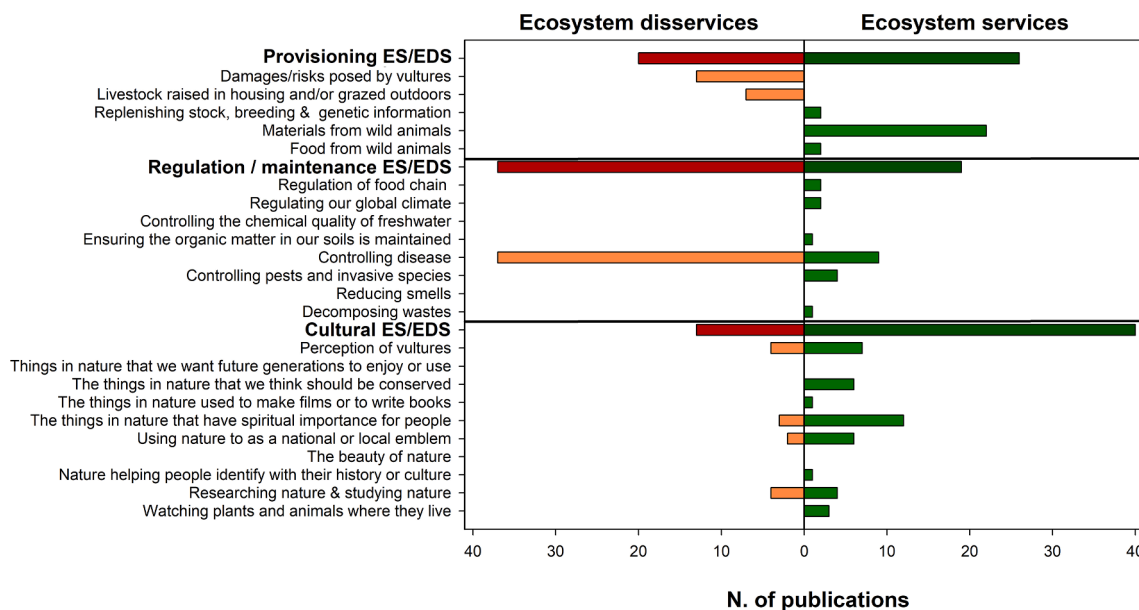 Ecosystem disservices Ecosystem services
Provisioning ES/EDS
Damages/risks posed by vultures
Livestock raised in housing and/or grazed outdoors
Replenishing stock, breeding & genetic information
Materials from wild animals
Food from wild animals
Regulation / maintenance ES/EDS
Regulation of food chain
Regulating our global climate
Controlling the chemical quality of freshwater
Ensuring the organic matter in our soils is maintained
Controlling disease
Controlling pests and invasive species
Reducing smells
Decomposing wastes
Cultural ES/EDS
Perception of vultures
Things in nature that we want future generations to enjoy or use
The things in nature that we think should be conserved
The things in nature used to make films or to write books
The things in nature that have spiritual importance for people
Using nature to as a national or local emblem
The beauty of nature
Nature helping people identify with their history or culture
Researching nature & studying nature
Watching plants and animals where they live
40 30 20 10 0 10 20 30 40
N. of publications